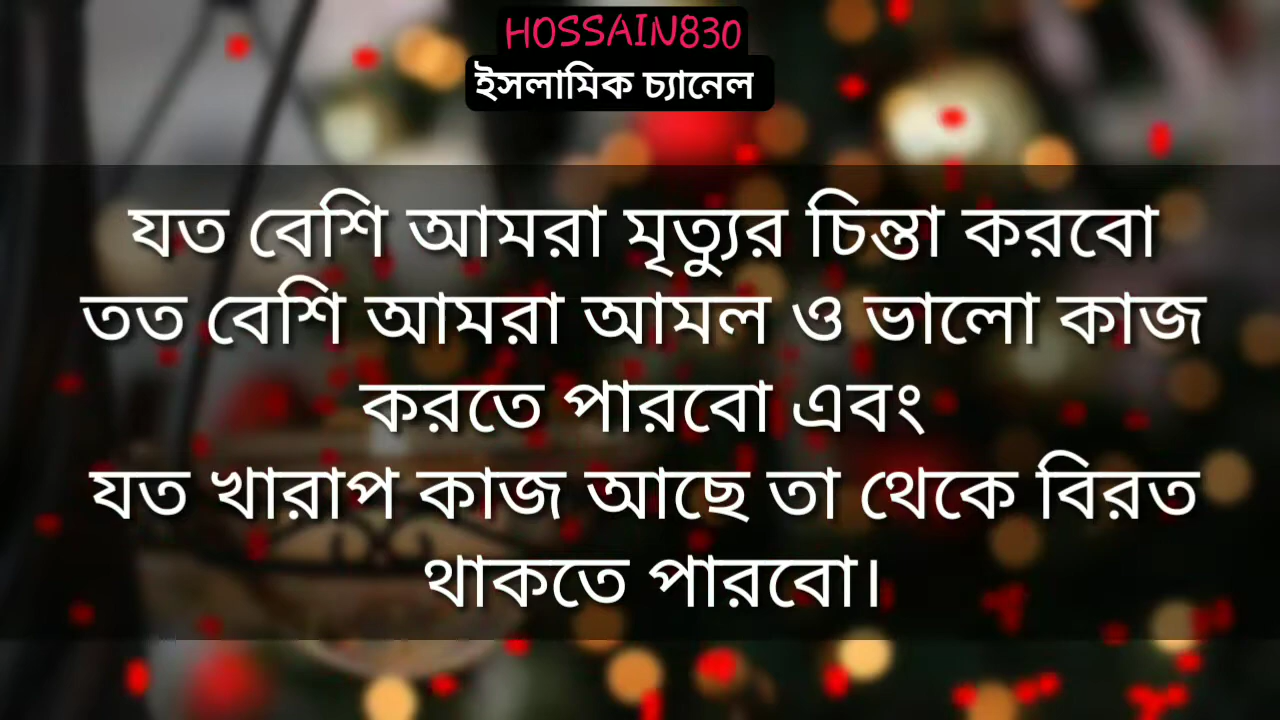 HOSSAIN830
ইসলামিক চ্যানেল
যত বেশি আমরা মৃত্যুর চিন্তা করবো
তত বেশি আমরা আমল ও ভালো কাজ
করতে পারবো এবং
যত খারাপ কাজ আছে তা থেকে বিরত
থাকতে পারবো।